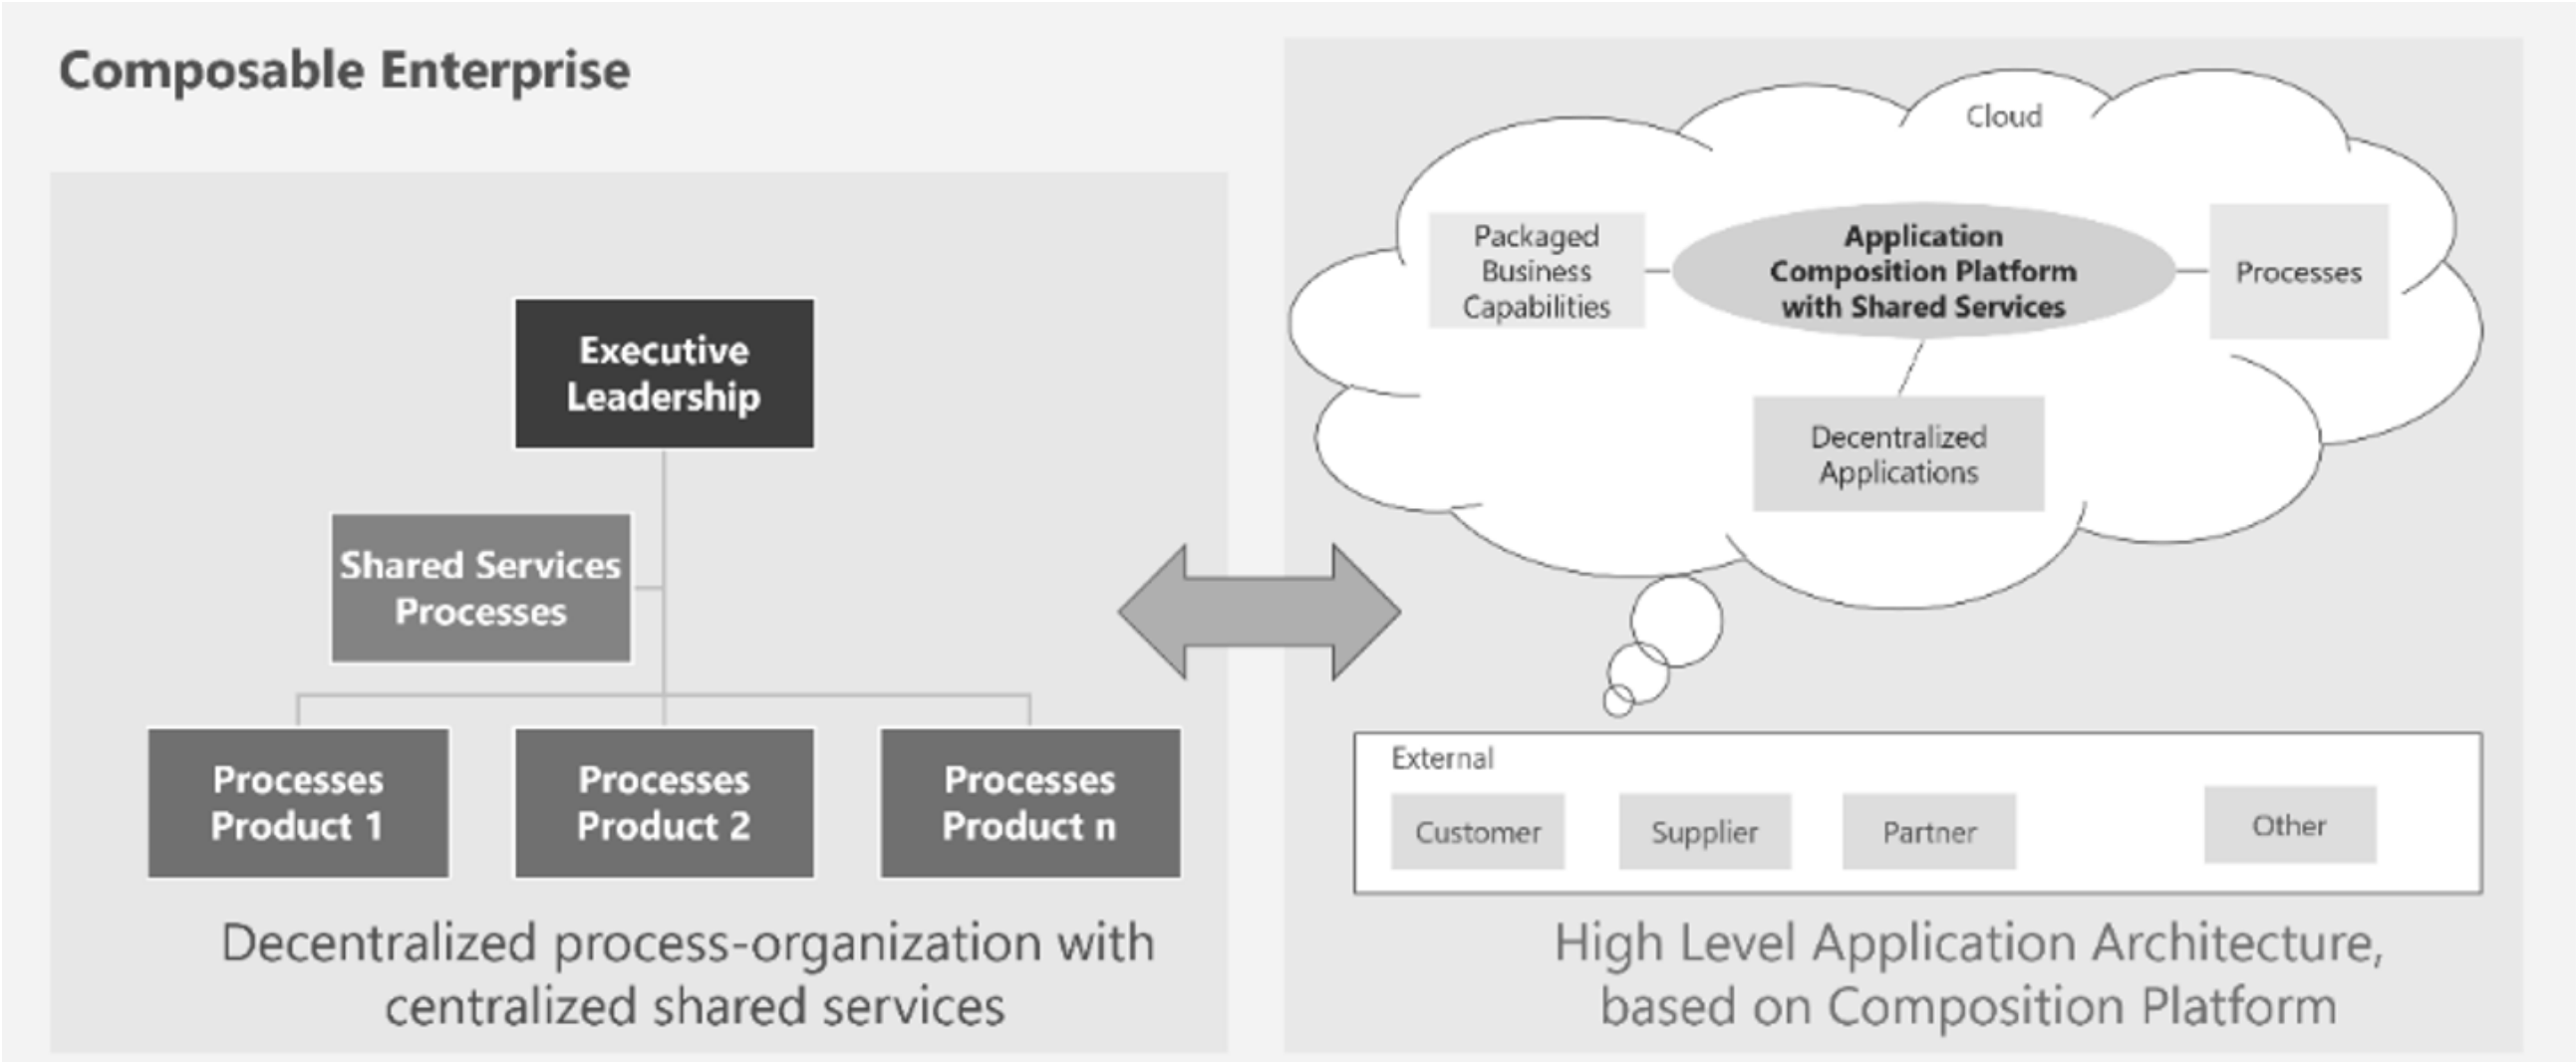 Composable Enterprise
Executive
Leadership
Shared Services
Processes
Processes
Product 1
Processes
Product 2
Processes
Product n
Decentralized process-organization with
centralized shared services
Cloud
Packaged
Business
Capabilities
Application
Composition Platform
with Shared Services
Processes
Decentralized
Applications
External
Customer
Supplier
Partner
Other
High Level Application Architecture,
based on Composition Platform